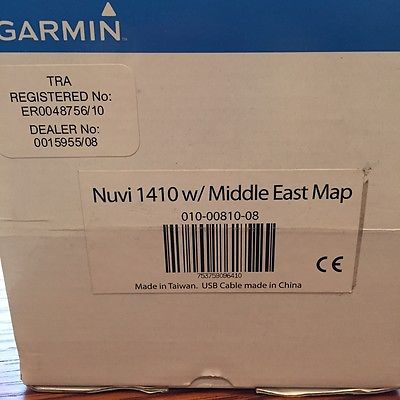 GARMIN™
TRA
REGISTERED No:
ER0048756/10
DEALER No:
0015955/08
Nuvi 1410 w/ Middle East Map
010-00810-08
753759096410
CE
Made in Taiwan. USB Cable made in China